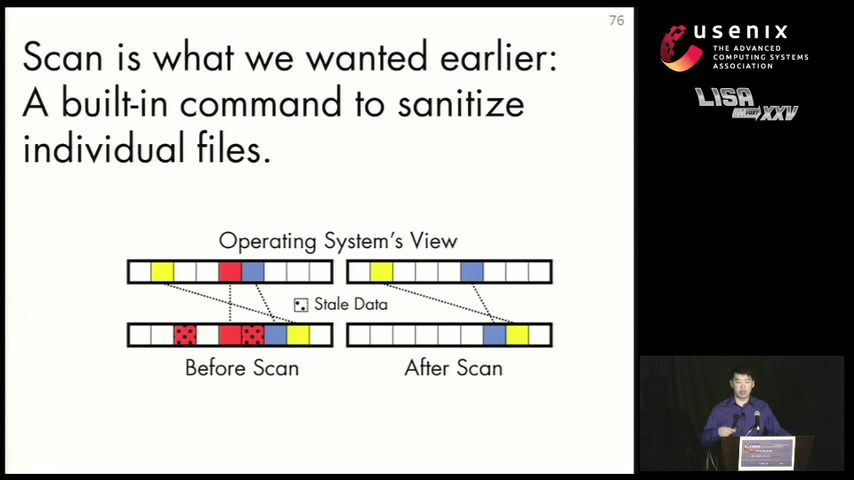 76
Scan is what we wanted earlier:
A built-in command to sanitize
individual files.
Operating System's View
Stale Data
Before Scan
After Scan
usenix
THE ADVANCED
COMPUTING SYSTEMS
ASSOCIATION
LISA
PART XXV